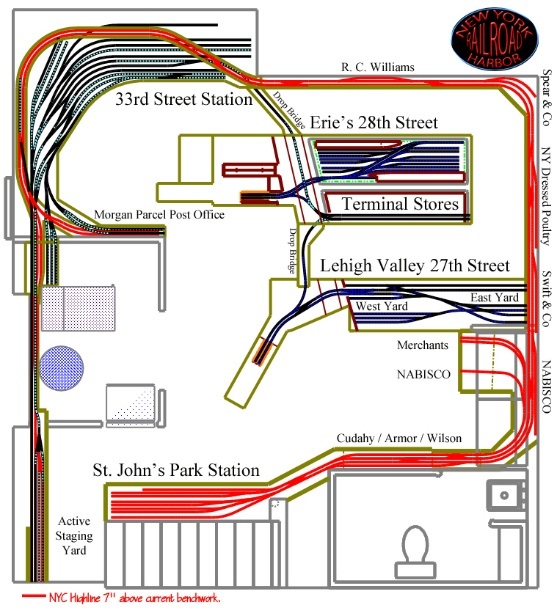 NEW YORK
RAILROAD
HARBOR
R. C. Williams
33rd Street Station
Drop Bridge
Erie's 28th Street
Spear & Co
NY Dressed Poultry
Swift & Co
NABISCO
Terminal Stores
Morgan Parcel Post Office
Drop Bridge
Lehigh Valley 27th Street
West Yard
East Yard
Merchants
NABISCO
Cudahy / Armor / Wilson
St. John's Park Station
Active
Staging
Yard
NYC Highline 7" above current benchwork.